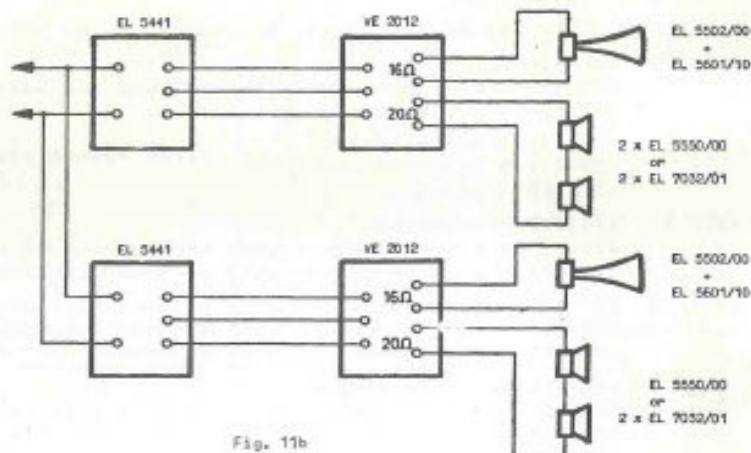 EL 5441
VE 2012
16Ω
20Ω
EL 5502/00
+
EL 5601/10
2 x EL 5550/00
or
2 x EL 7032/01
EL 5441
VE 2012
16Ω
20Ω
EL 5502/00
+
EL 5601/10
EL 5550/00
or
2 x EL 7032/01
Fig. 11b